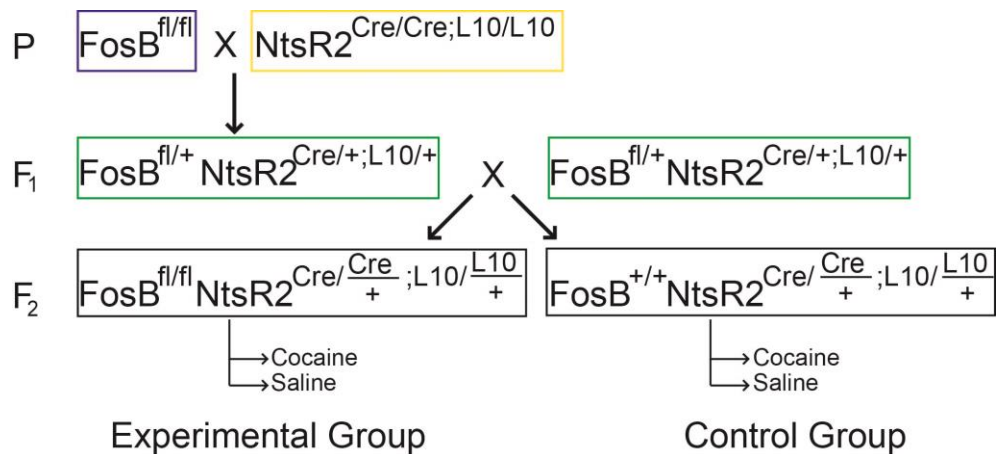 P FosB^fl/fl X NtsR2^Cre/Cre;L10/L10
F₁ FosB^fl/+ NtsR2^Cre/+;L10/+ X FosB^fl/+ NtsR2^Cre/+;L10/+
F₂ FosB^fl/fl NtsR2^Cre/Cre/+ ;L10/L10/+ FosB^+/+ NtsR2^Cre/Cre/+ ;L10/L10/+
Cocaine Cocaine
Saline Saline
Experimental Group Control Group